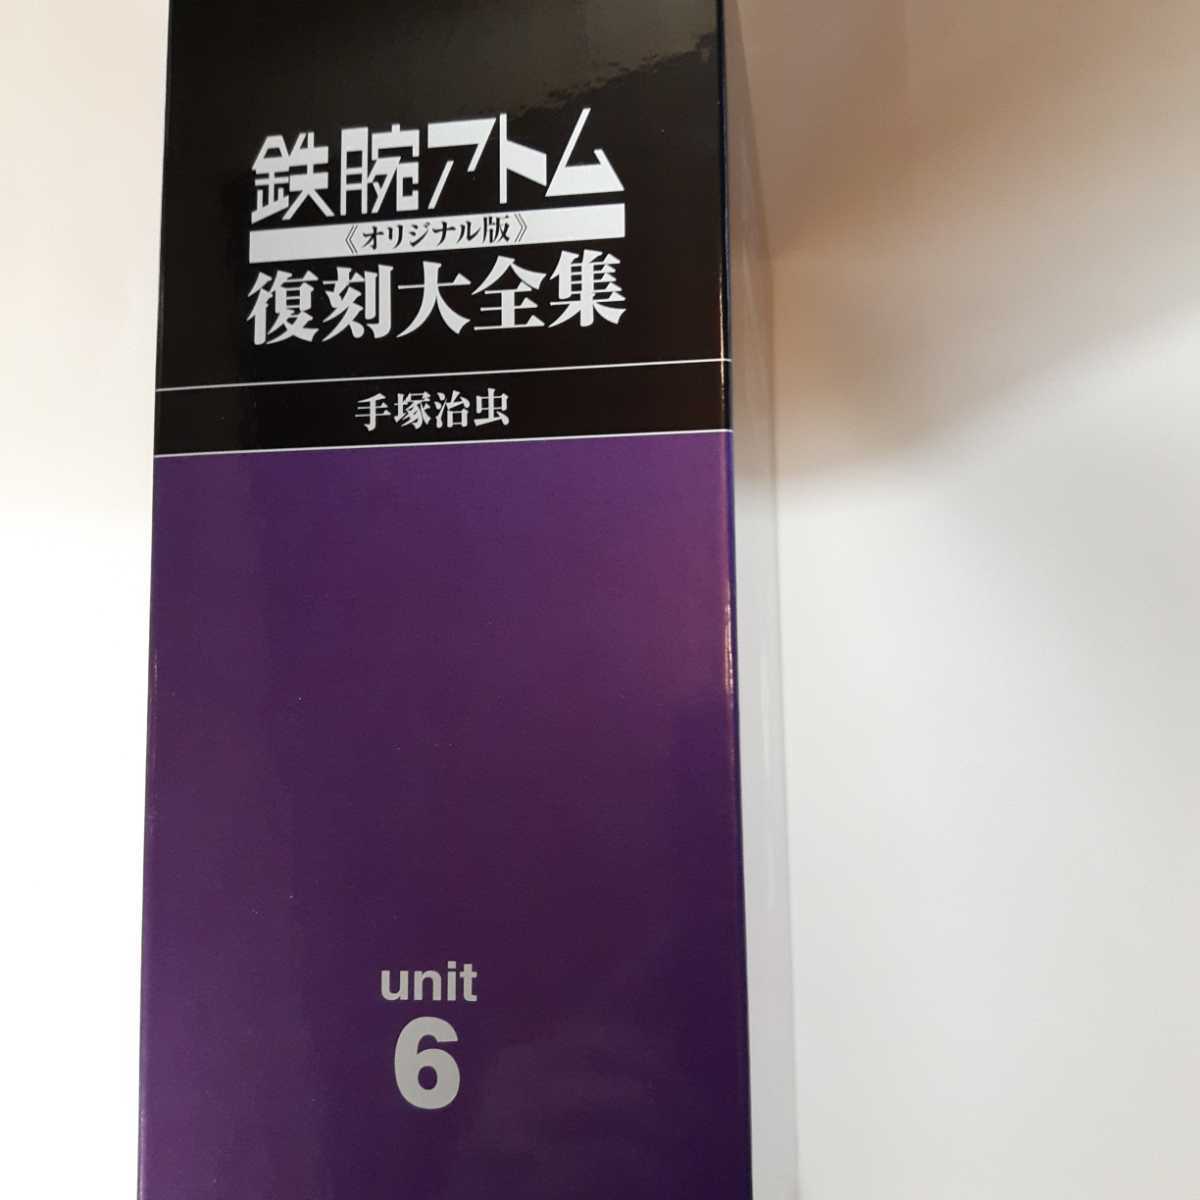 鉄腕アトム
《オリジナル版》
復刻大全集
手塚治虫
unit
6